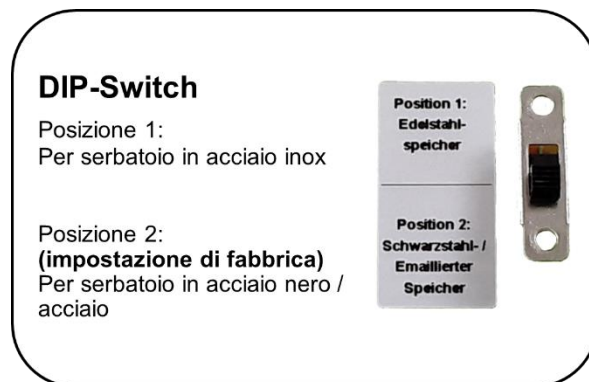 DIP-Switch
Posizione 1:
Per serbatoio in acciaio inox
Posizione 2:
(impostazione di fabbrica)
Per serbatoio in acciaio nero /
acciaio
Position 1:
Edelstahl-
speicher
Position 2:
Schwarzstahl- /
Emaillierter
Speicher